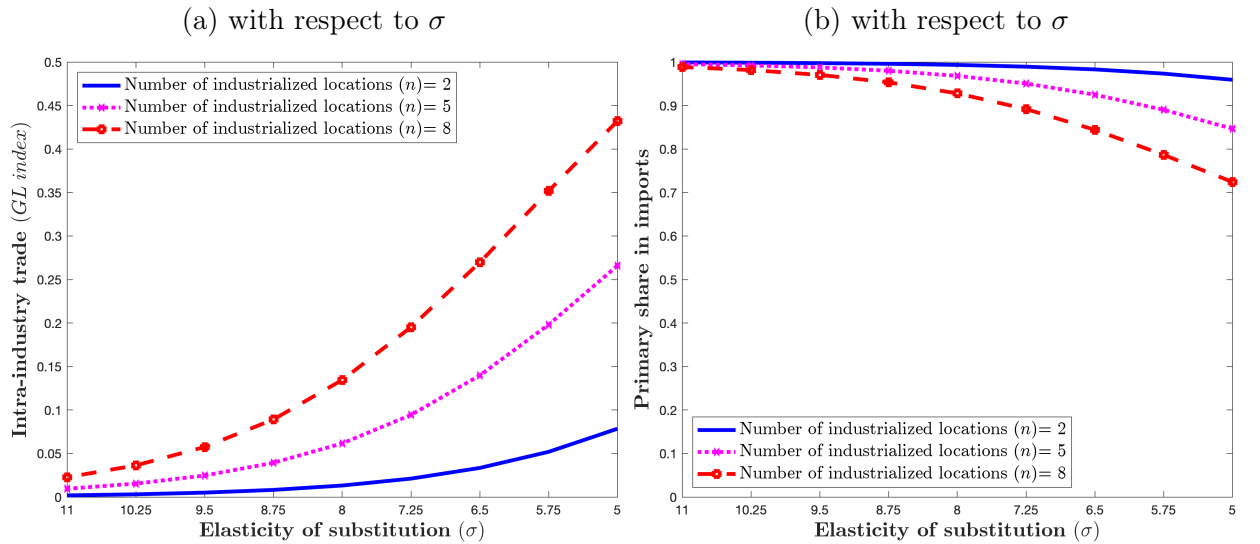 (a) with respect to σ
Intra-industry trade (GL index)
0.5
0.45
0.4
0.35
0.3
0.25
0.2
0.15
0.1
0.05
0
Number of industrialized locations (n)= 2
Number of industrialized locations (n)= 5
Number of industrialized locations (n)= 8
11 10.25 9.5 8.75 8 7.25 6.5 5.75 5
Elasticity of substitution (σ)
(b) with respect to σ
Primary share in imports
1
0.9
0.8
0.7
0.6
0.5
0.4
0.3
0.2
0.1
0
Number of industrialized locations (n)= 2
Number of industrialized locations (n)= 5
Number of industrialized locations (n)= 8
11 10.25 9.5 8.75 8 7.25 6.5 5.75 5
Elasticity of substitution (σ)